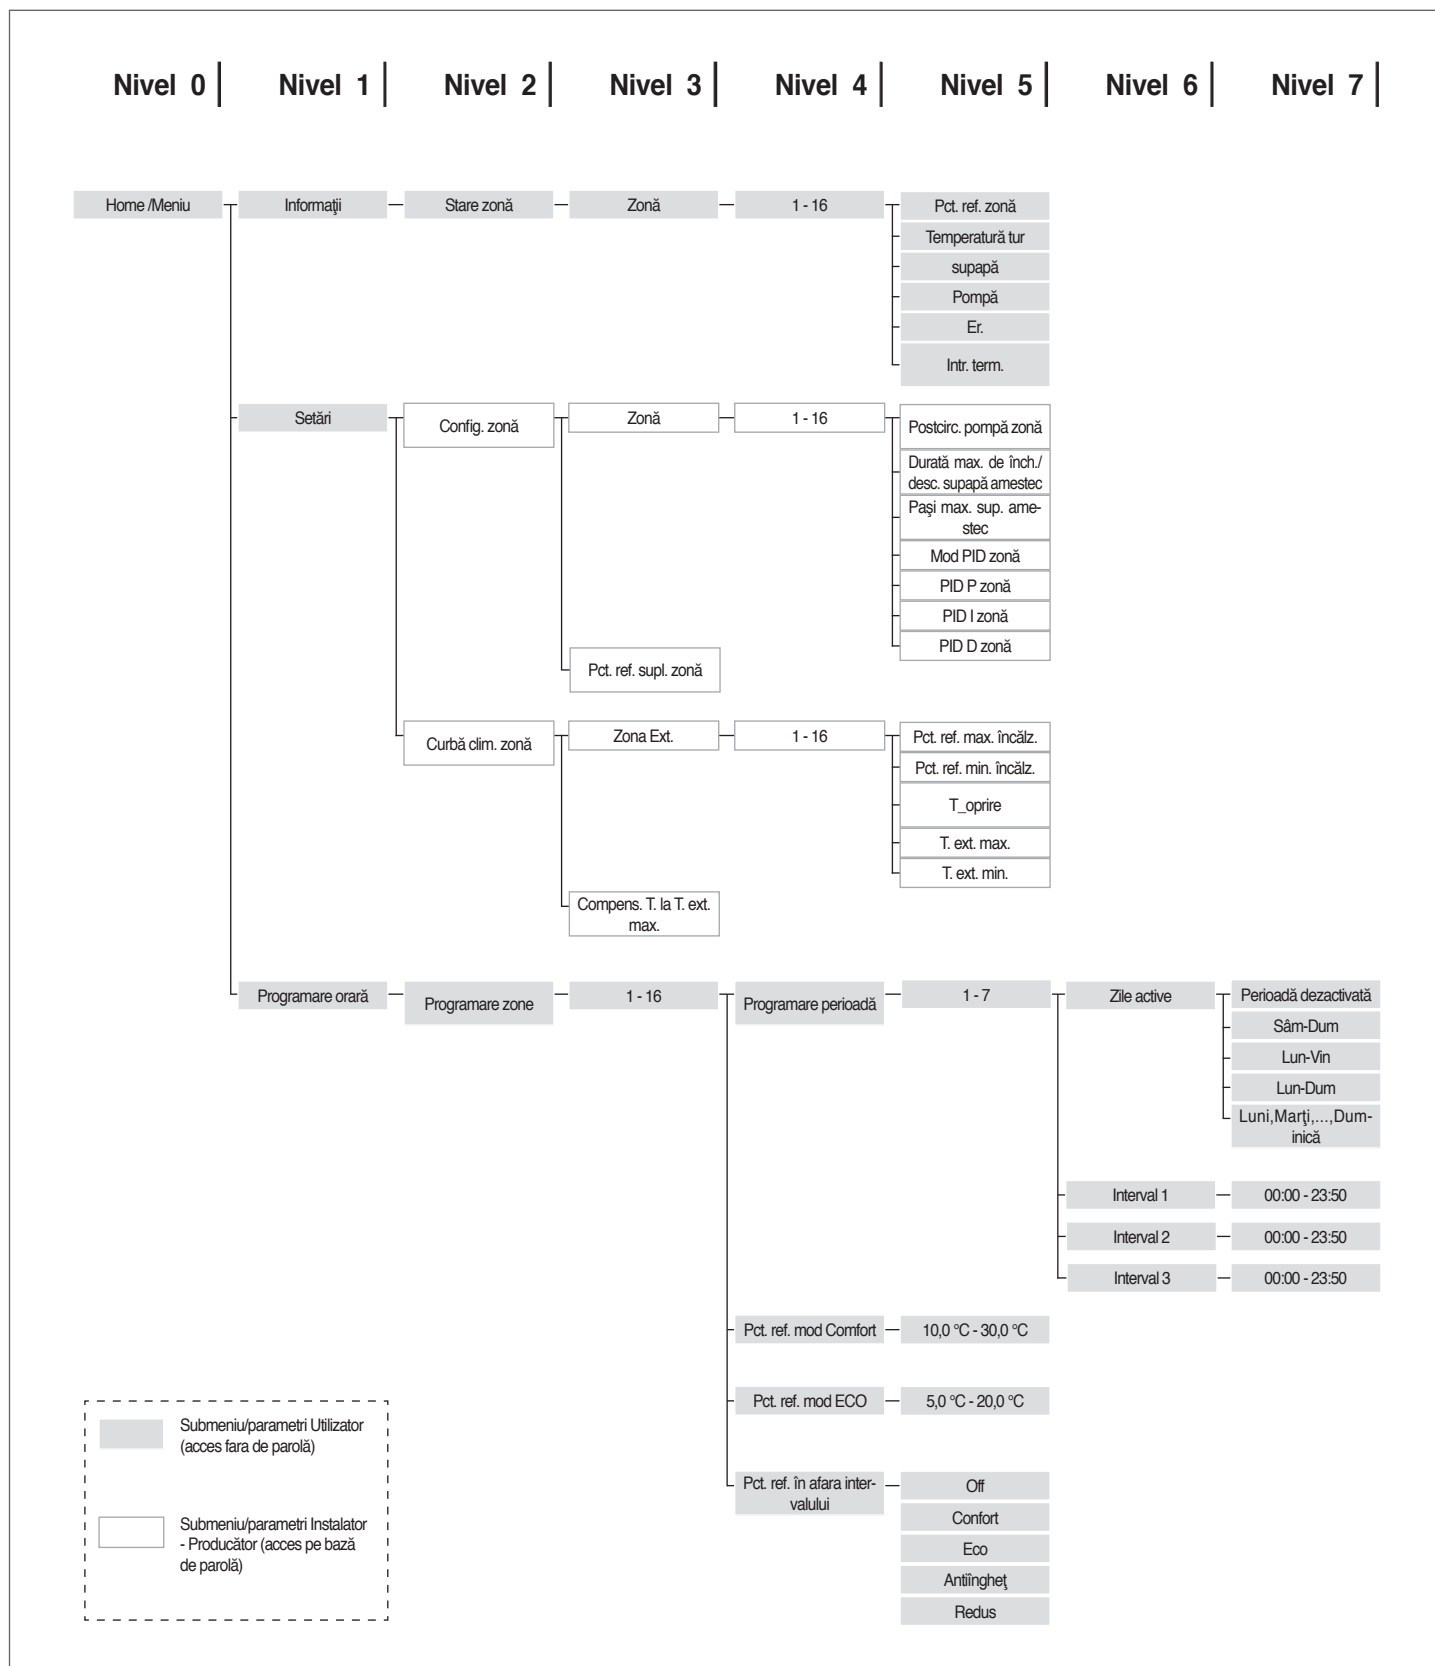 Nivel 0 Nivel 1 Nivel 2 Nivel 3 Nivel 4 Nivel 5 Nivel 6 Nivel 7
Home /Meniu Informaţii Stare zonă Zonă 1 - 16 Pct. ref. zonă
Temperatură tur
supapă
Pompă
Er.
Intr. term.
Setări Config. zonă Zonă 1 - 16 Postcirc. pompă zonă
Durată max. de înch./
desc. supapă amestec
Paşi max. sup. ame-
stec
Mod PID zonă
PID P zonă
PID I zonă
PID D zonă
Pct. ref. supl. zonă
Curbă clim. zonă Zona Ext. 1 - 16 Pct. ref. max. încălz.
Pct. ref. min. încălz.
T_oprire
T. ext. max.
T. ext. min.
Compens. T. la T. ext.
max.
Programare orară Programare zone 1 - 16 Programare perioadă 1 - 7 Zile active Perioadă dezactivată
Sâm-Dum
Lun-Vin
Lun-Dum
Luni,Marţi,...,Dum-
inică
Interval 1 00:00 - 23:50
Interval 2 00:00 - 23:50
Interval 3 00:00 - 23:50
Pct. ref. mod Comfort 10,0 °C - 30,0 °C
Pct. ref. mod ECO 5,0 °C - 20,0 °C
Pct. ref. în afara inter-
valului
Off
Confort
Eco
Antiîngheţ
Redus
Submeniu/parametri Utilizator
(acces fara de parolă)
Submeniu/parametri Instalator
- Producător (acces pe bază
de parolă)